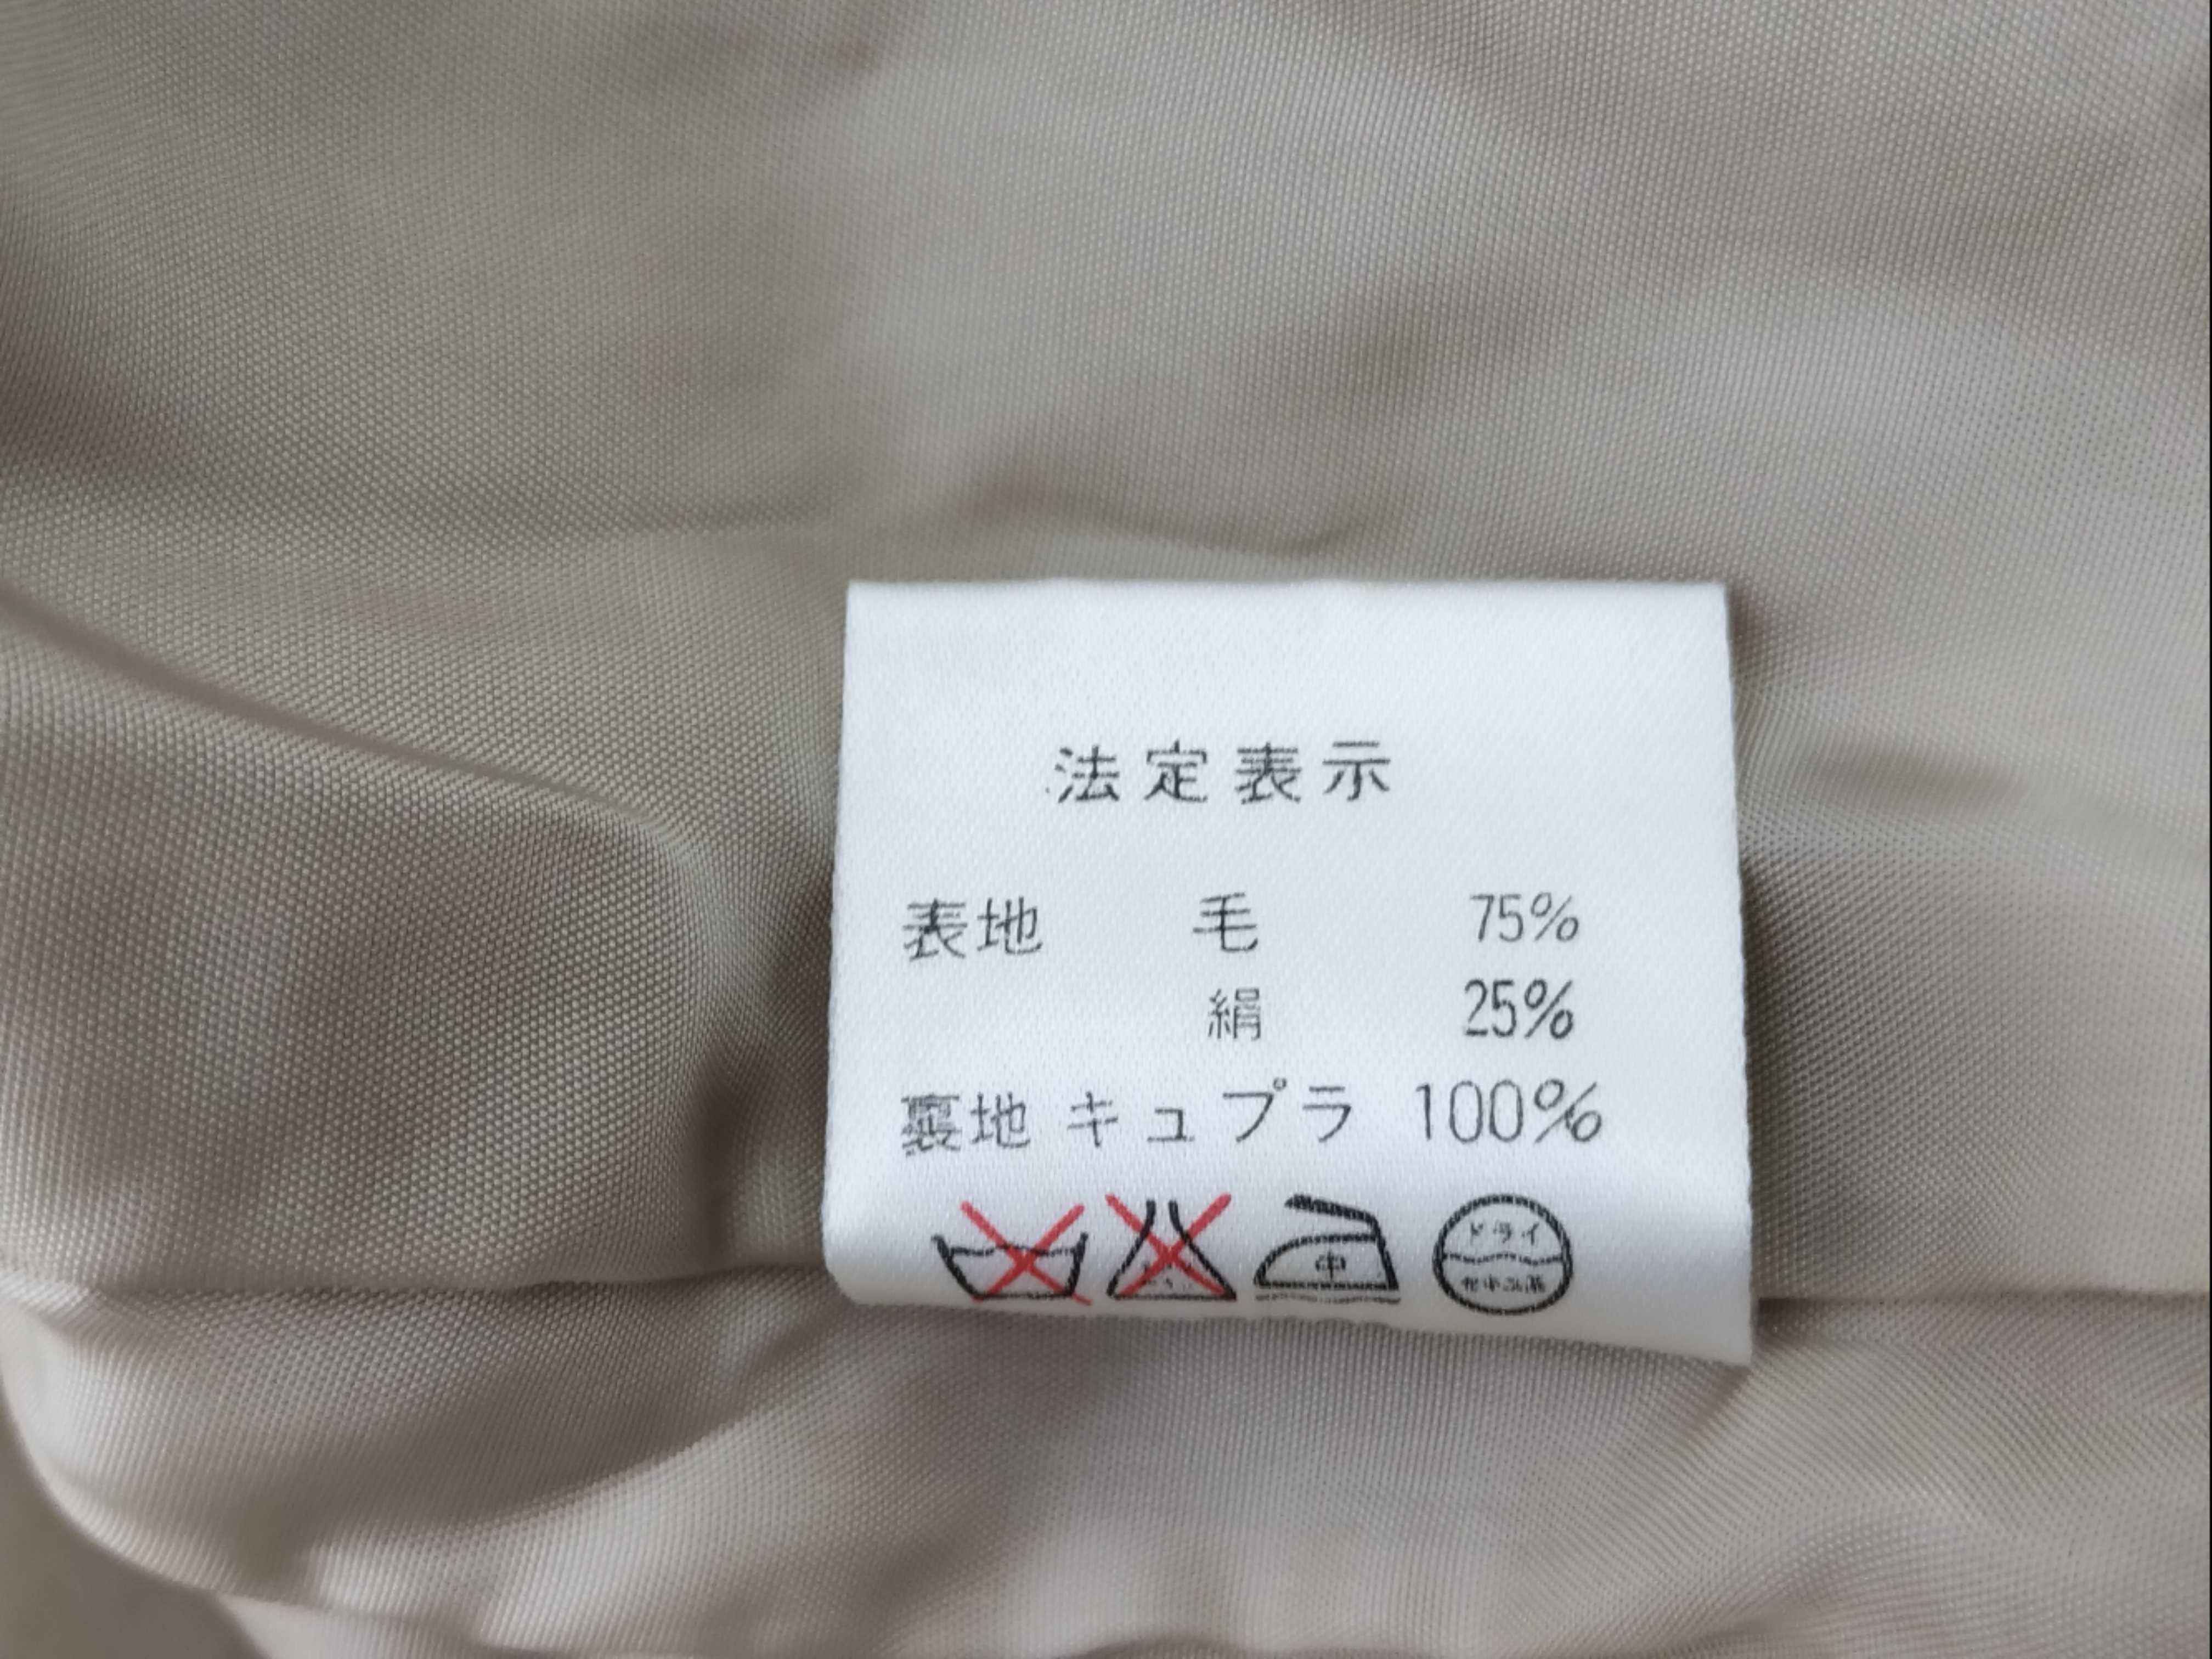 法定表示
表地 毛 75%
絹 25%
裏地 キュプラ 100%
中
ドライ